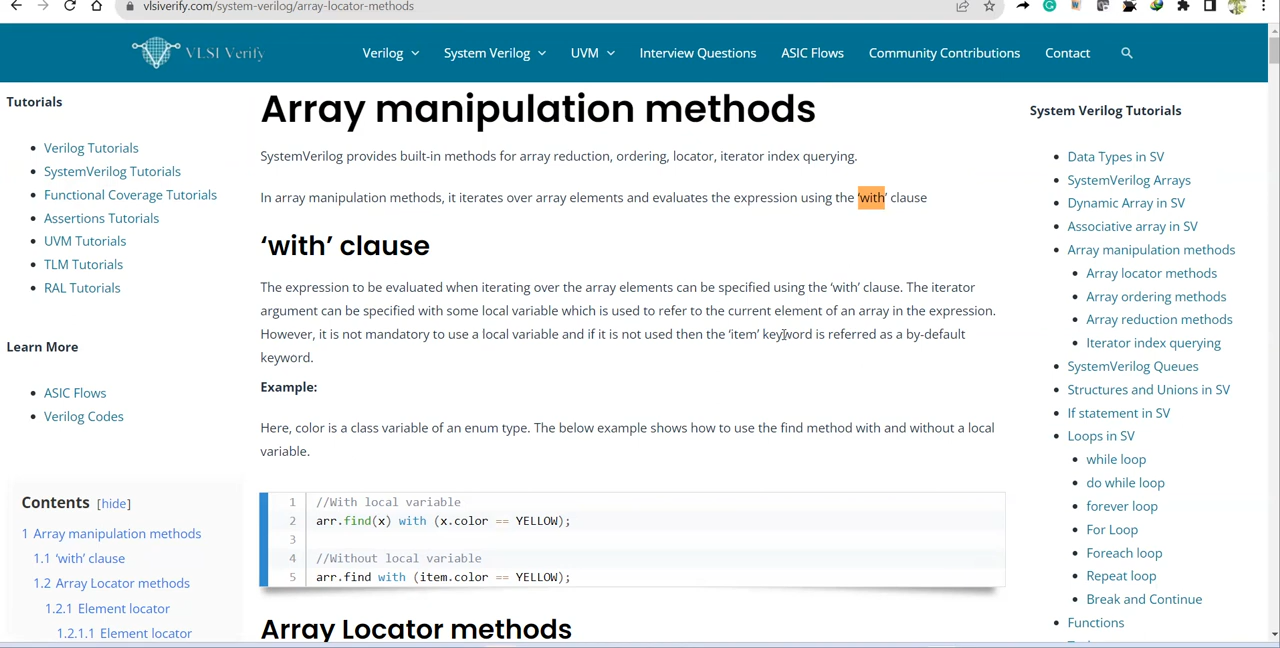 vlsiverify.com/system-verilog/array-locator-methods
VLSI Verify
Verilog
System Verilog
UVM
Interview Questions
ASIC Flows
Community Contributions
Contact
Tutorials
Verilog Tutorials
SystemVerilog Tutorials
Functional Coverage Tutorials
Assertions Tutorials
UVM Tutorials
TLM Tutorials
RAL Tutorials
Learn More
ASIC Flows
Verilog Codes
Contents [hide]
1 Array manipulation methods
1.1 ‘with’ clause
1.2 Array Locator methods
1.2.1 Element locator
1.2.1.1 Element locator
Array manipulation methods
SystemVerilog provides built-in methods for array reduction, ordering, locator, iterator index querying.
In array manipulation methods, it iterates over array elements and evaluates the expression using the ‘with’ clause
‘with’ clause
The expression to be evaluated when iterating over the array elements can be specified using the ‘with’ clause. The iterator
argument can be specified with some local variable which is used to refer to the current element of an array in the expression.
However, it is not mandatory to use a local variable and if it is not used then the ‘item’ keyword is referred as a by-default
keyword.
Example:
Here, color is a class variable of an enum type. The below example shows how to use the find method with and without a local
variable.
1 //With local variable
2 arr.find(x) with (x.color == YELLOW);
3
4 //Without local variable
5 arr.find with (item.color == YELLOW);
Array Locator methods
System Verilog Tutorials
Data Types in SV
SystemVerilog Arrays
Dynamic Array in SV
Associative array in SV
Array manipulation methods
Array locator methods
Array ordering methods
Array reduction methods
Iterator index querying
SystemVerilog Queues
Structures and Unions in SV
If statement in SV
Loops in SV
while loop
do while loop
forever loop
For Loop
Foreach loop
Repeat loop
Break and Continue
Functions